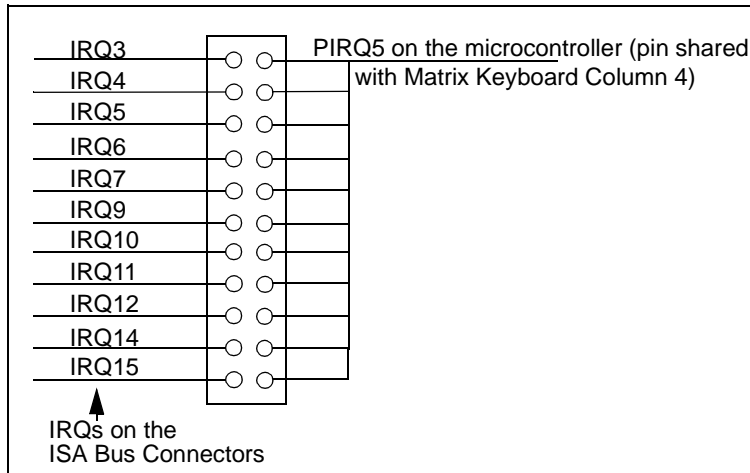 IRQ3
PIRQ5 on the microcontroller (pin shared
IRQ4
with Matrix Keyboard Column 4)
IRQ5
IRQ6
IRQ7
IRQ9
IRQ10
IRQ11
IRQ12
IRQ14
IRQ15
IRQs on the
ISA Bus Connectors